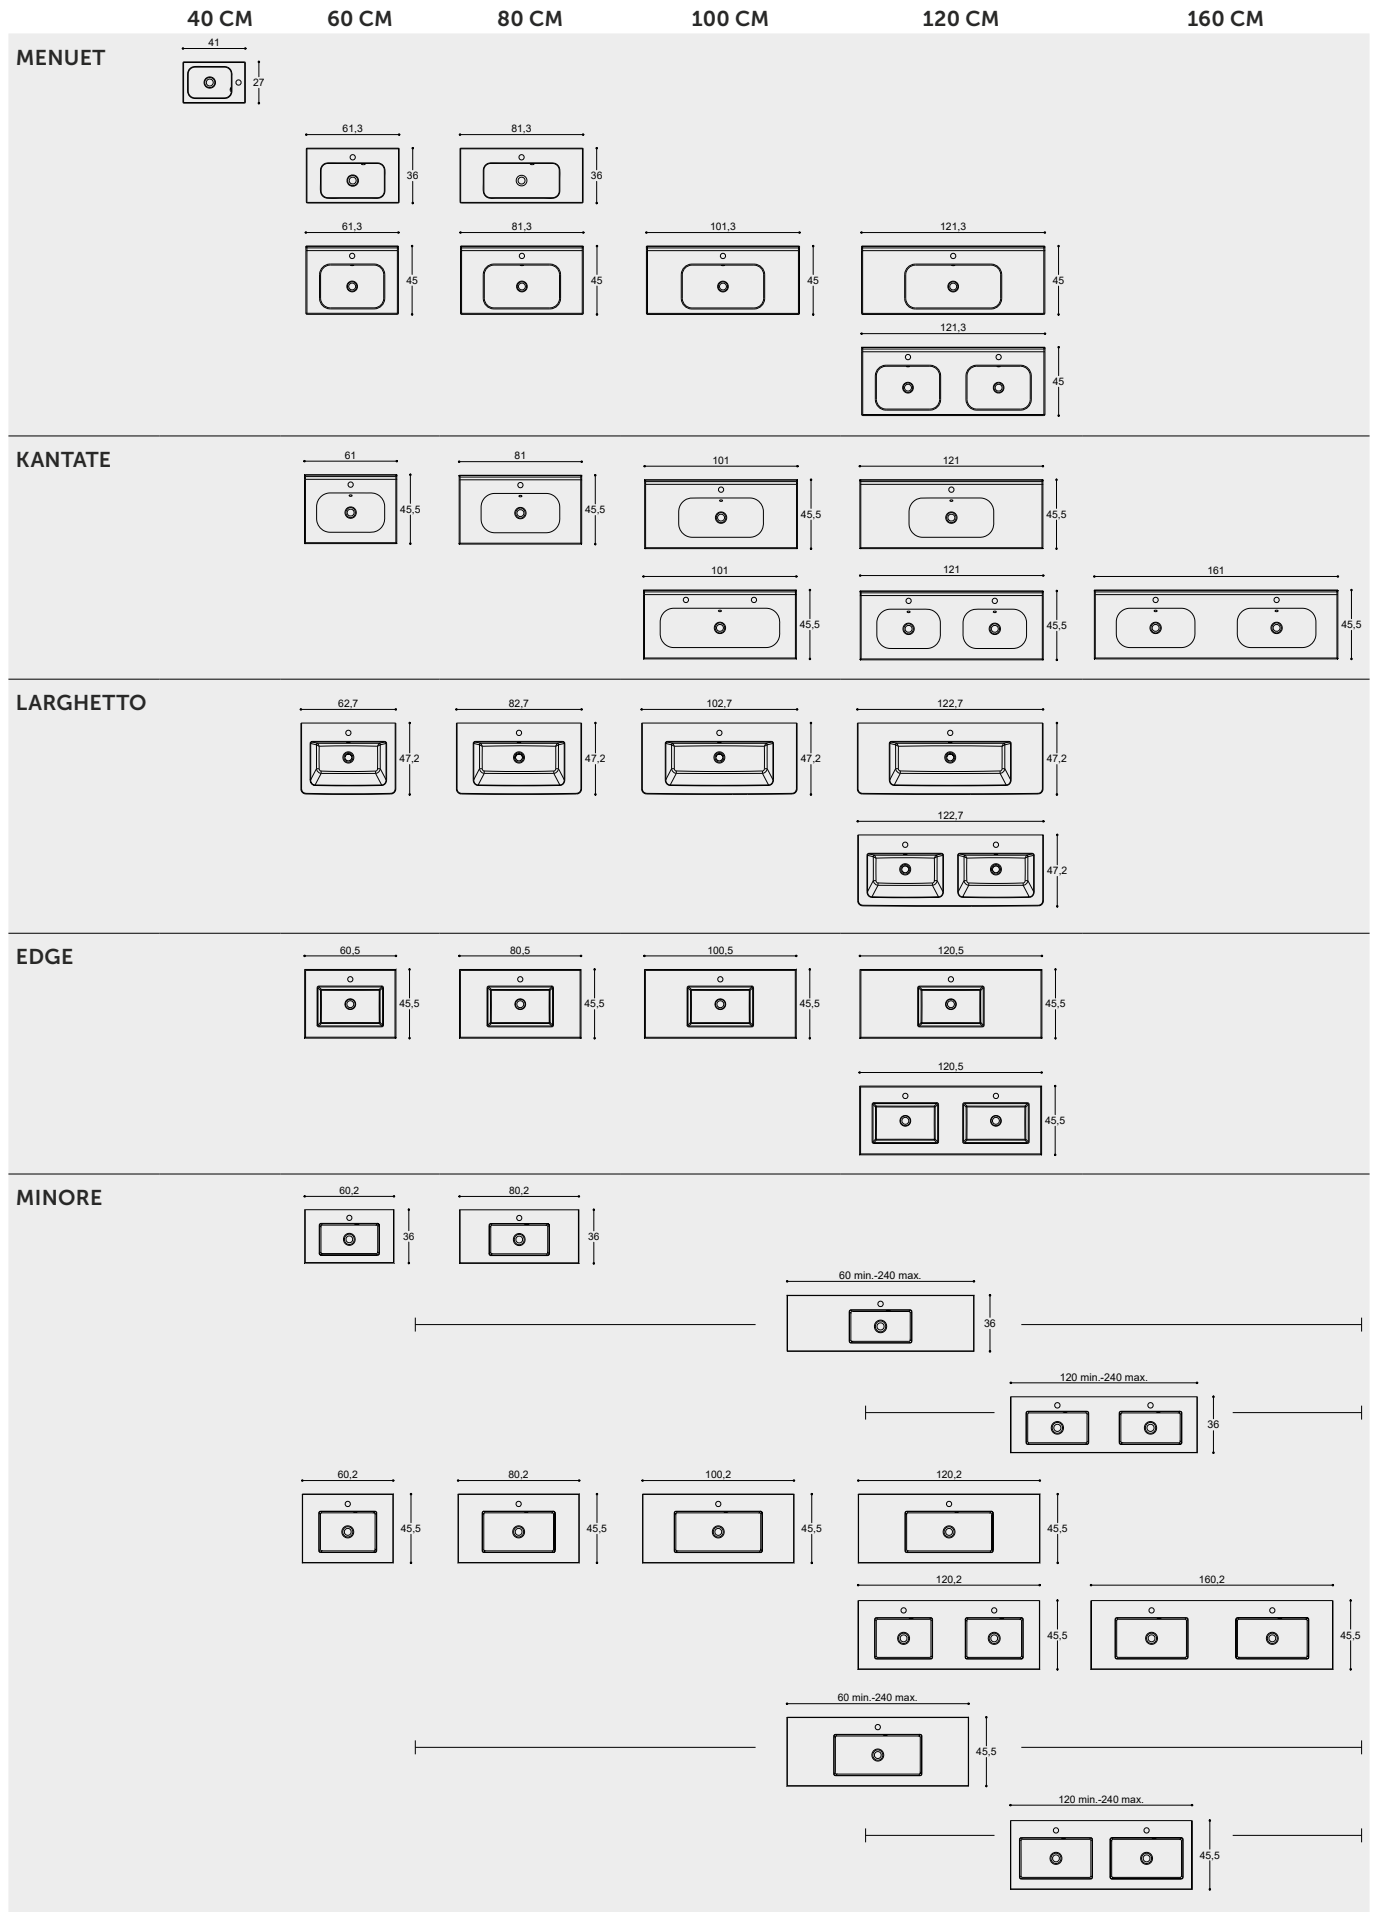 40 CM 60 CM 80 CM 100 CM 120 CM 160 CM
MENUET
41
27
61,3 81,3
36 36
61,3 81,3 101,3 121,3
45 45 45 45
121,3
45
KANTATE
61 81 101 121
45,5 45,5 45,5 45,5
101 121 161
45,5 45,5 45,5
LARGHETTO
62,7 82,7 102,7 122,7
47,2 47,2 47,2 47,2
122,7
47,2
EDGE
60,5 80,5 100,5 120,5
45,5 45,5 45,5 45,5
120,5
45,5
MINORE
60,2 80,2
36 36
60 min.-240 max.
36
120 min.-240 max.
36
60,2 80,2 100,2 120,2
45,5 45,5 45,5 45,5
120,2 160,2
45,5 45,5
60 min.-240 max.
45,5
120 min.-240 max.
45,5